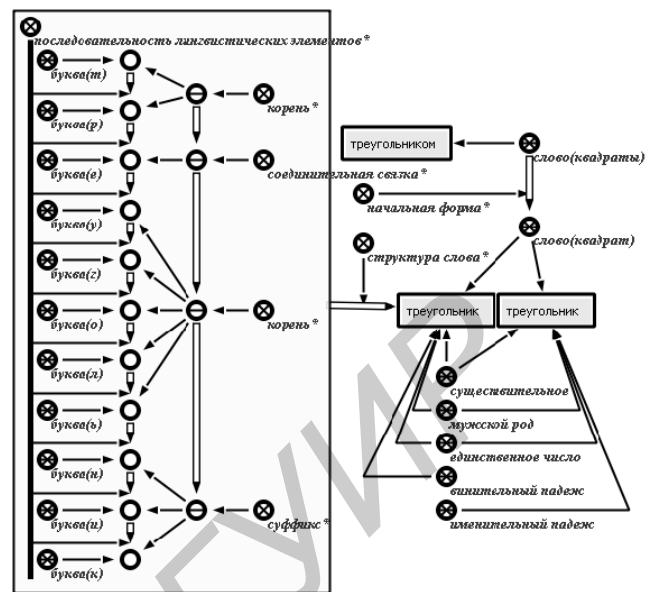 последовательность лингвистических элементов*
буква(т)
буква(р)
корень*
буква(е)
соединительная связка*
буква(у)
буква(г)
буква(о)
корень*
буква(л)
буква(ь)
буква(н)
буква(и)
суффикс*
буква(к)
треугольником
слово(квадраты)
начальная форма*
слово(квадрат)
структура слова*
треугольник
треугольник
существительное
мужской род
единственное число
винительный падеж
именительный падеж
ГУИР